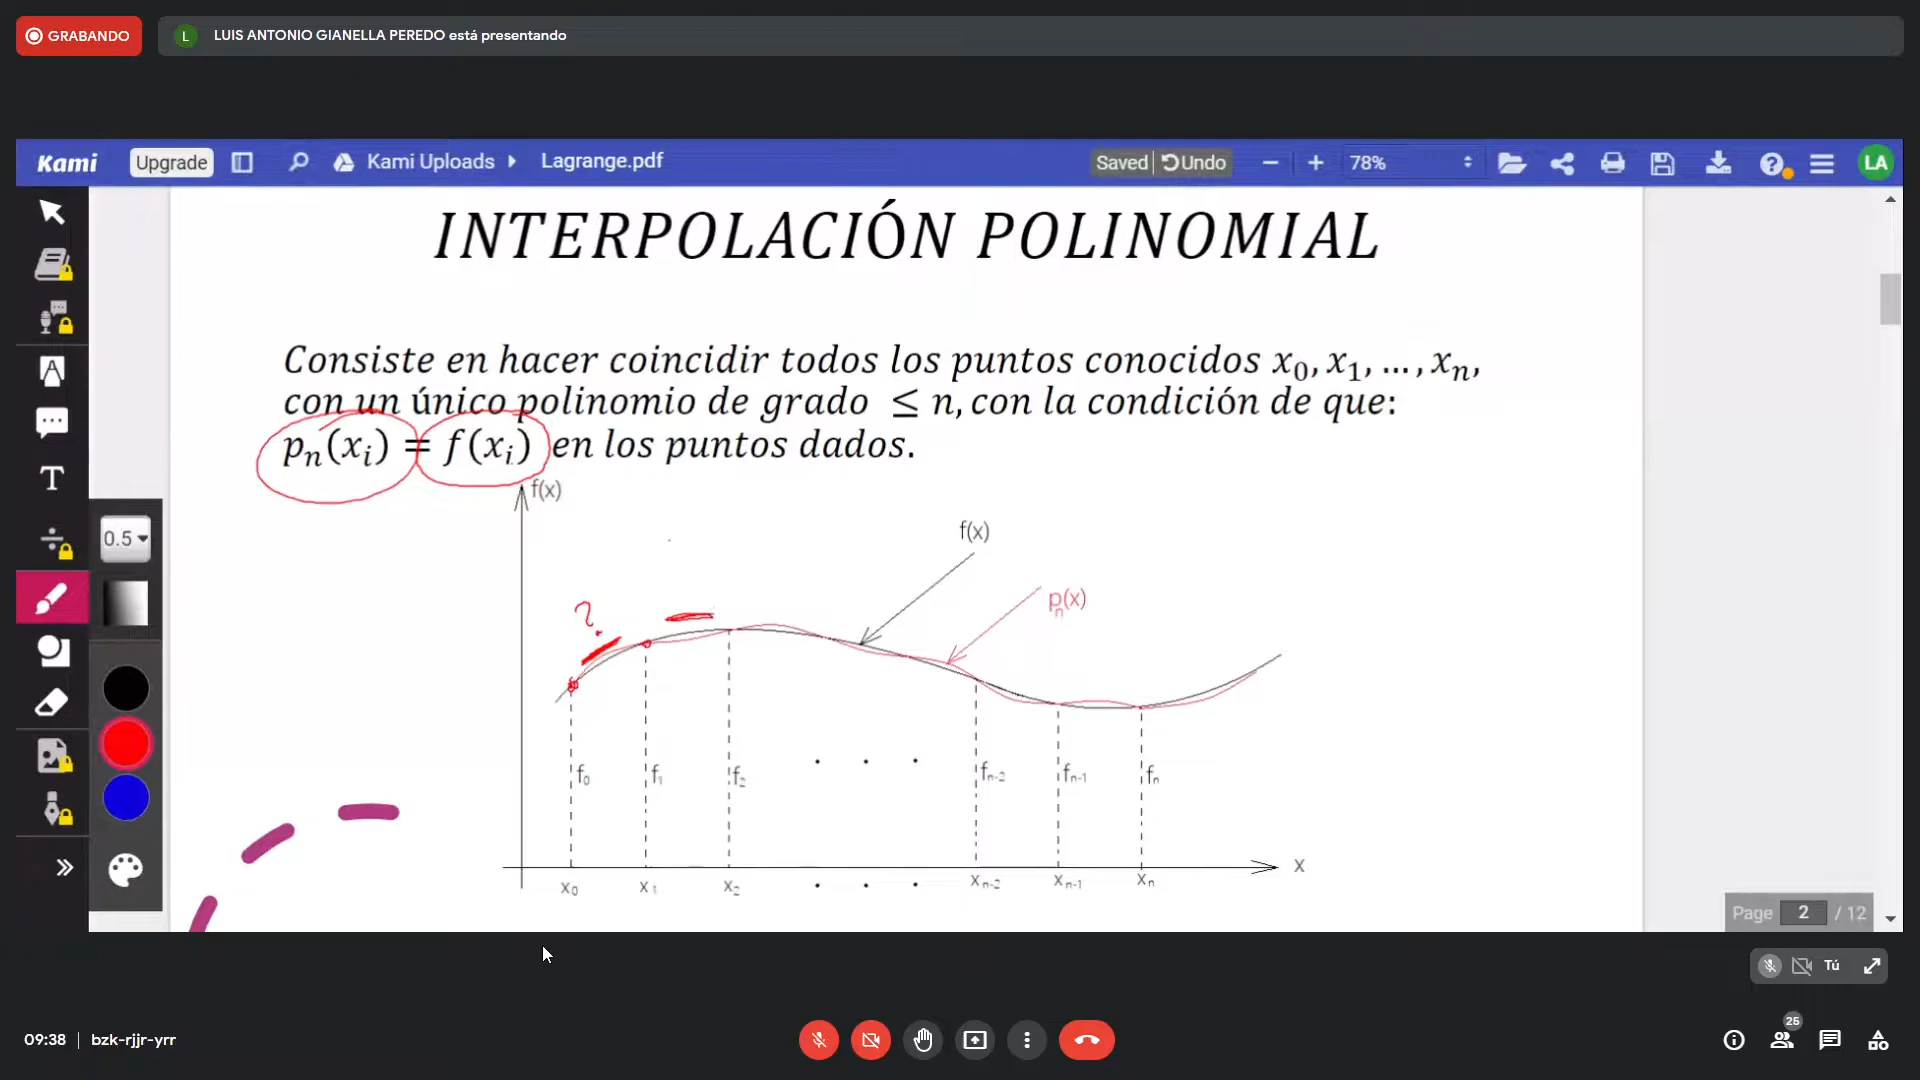 GRABANDO
L LUIS ANTONIO GIANELLA PEREDO está presentando
Kami Upgrade Kami Uploads Lagrange.pdf Saved Undo 78% LA
INTERPOLACIÓN POLINOMIAL
Consiste en hacer coincidir todos los puntos conocidos x₀, x₁, ... , xₙ,
con un único polinomio de grado ≤ n, con la condición de que:
pₙ(xᵢ) = f(xᵢ) en los puntos dados.
f(x)
f(x)
0.5
pₙ(x)
?
f₀ f₁ f₂ . . . fₙ₋₂ fₙ₋₁ fₙ
x
x₀ x₁ x₂ . . . xₙ₋₂ xₙ₋₁ xₙ
Page 2 / 12
Tú
25
09:38 bzk-rjjr-yrr